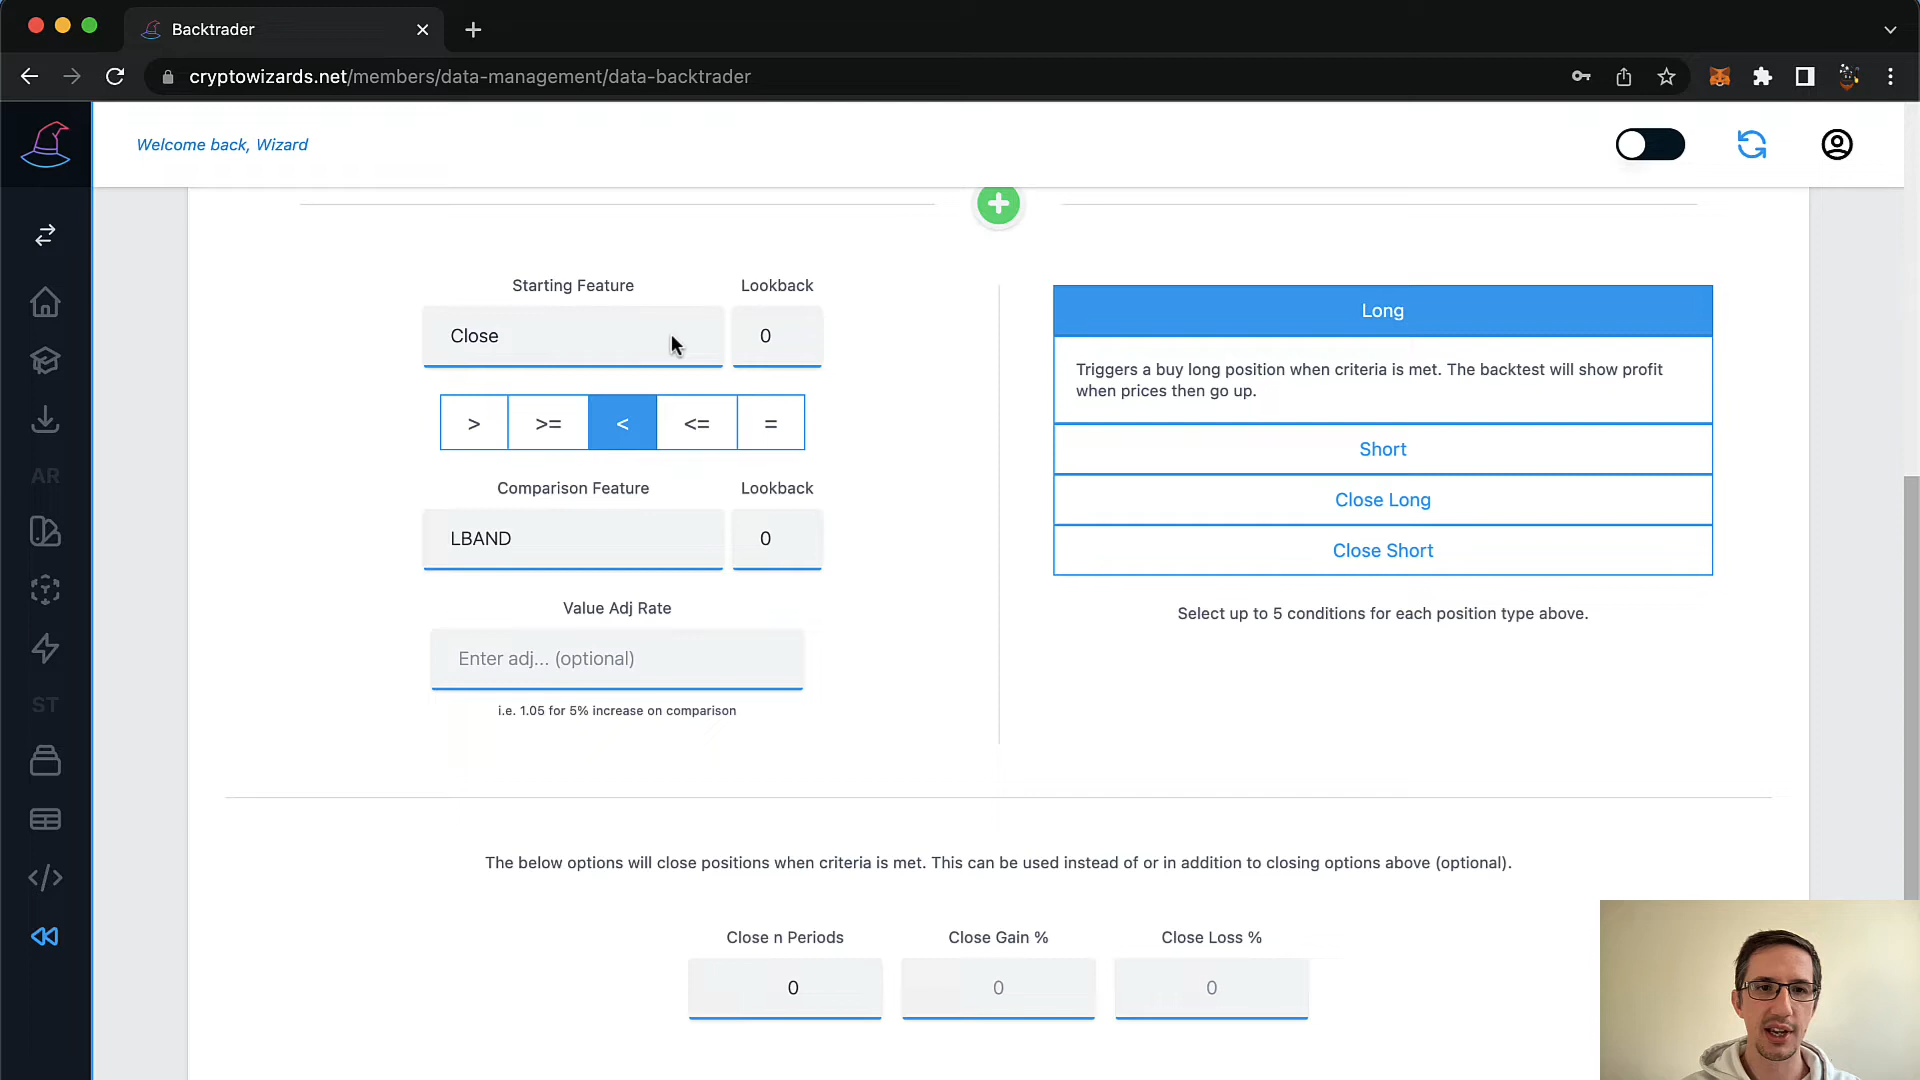 Backtrader
cryptowizards.net/members/data-management/data-backtrader
Welcome back, Wizard
Starting Feature
Lookback
Close
0
>
>=
<
<=
=
Comparison Feature
Lookback
LBAND
0
Value Adj Rate
Enter adj... (optional)
i.e. 1.05 for 5% increase on comparison
Long
Triggers a buy long position when criteria is met. The backtest will show profit
when prices then go up.
Short
Close Long
Close Short
Select up to 5 conditions for each position type above.
AR
ST
The below options will close positions when criteria is met. This can be used instead of or in addition to closing options above (optional).
Close n Periods
Close Gain %
Close Loss %
0
0
0